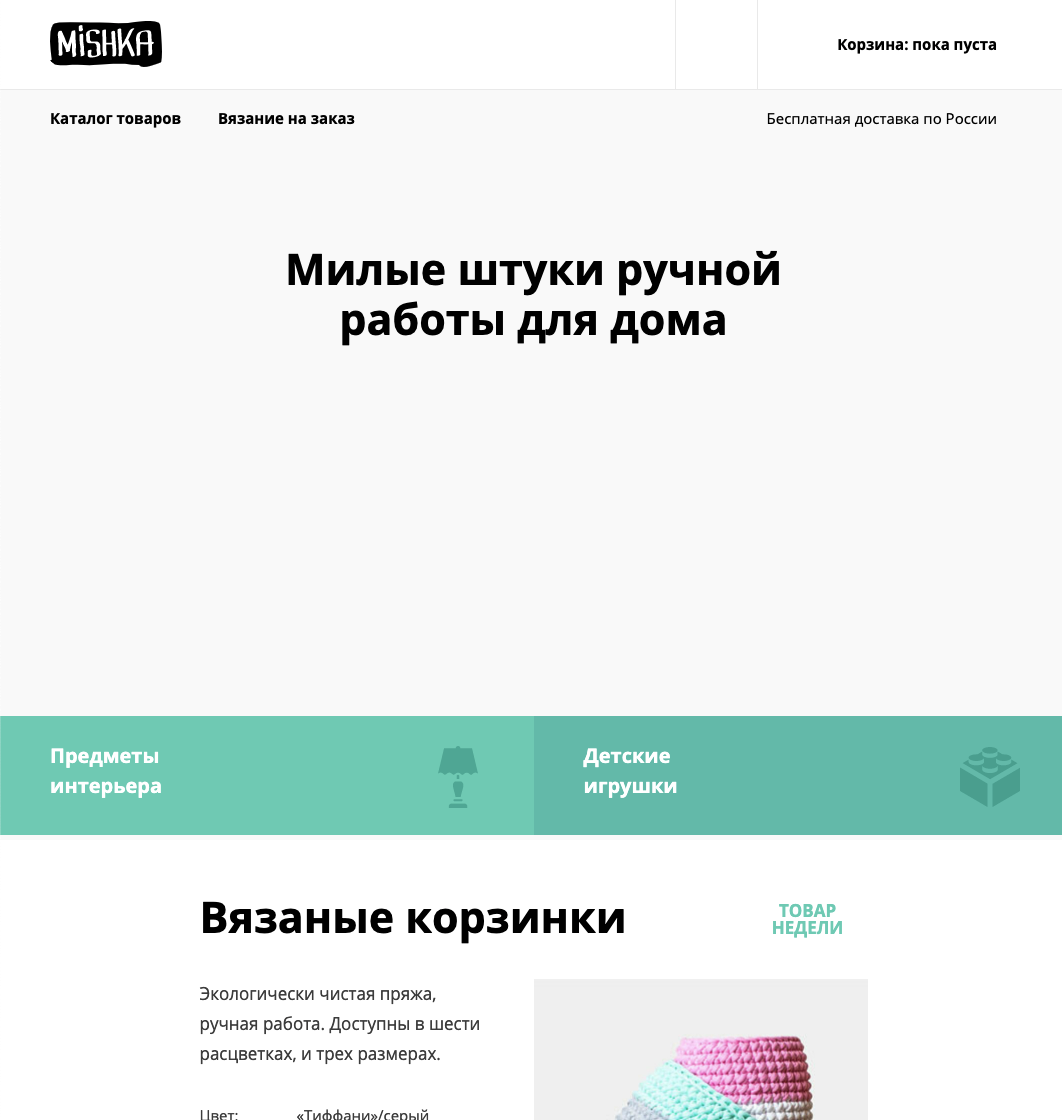 MiSHKA
Корзина: пока пуста
Каталог товаров
Вязание на заказ
Бесплатная доставка по России
Милые штуки ручной
работы для дома
Предметы
интерьера
Детские
игрушки
Вязаные корзинки
ТОВАР
НЕДЕЛИ
Экологически чистая пряжа,
ручная работа. Доступны в шести
расцветках, и трех размерах.
Цвет: «Тиффани»/серый